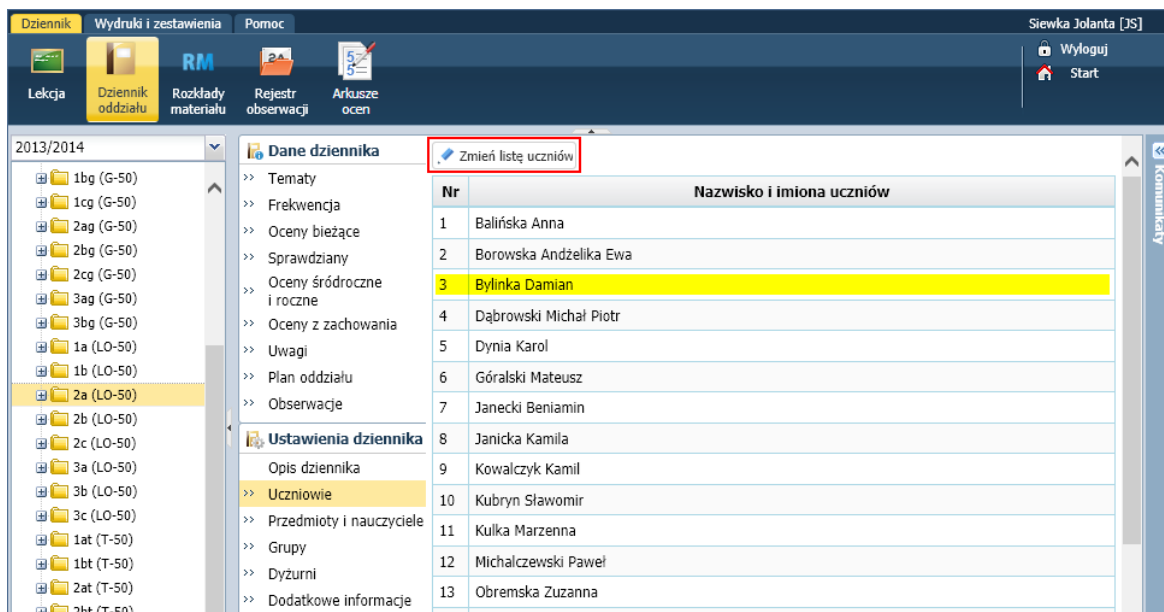 Dziennik Wydruki i zestawienia Pomoc Siewka Jolanta [JS]
Wyloguj
Start
Lekcja
Dziennik oddziału
RM Rozkłady materiału
Rejestr obserwacji
Arkusze ocen
2013/2014
1bg (G-50)
1cg (G-50)
2ag (G-50)
2bg (G-50)
2cg (G-50)
3ag (G-50)
3bg (G-50)
1a (LO-50)
1b (LO-50)
2a (LO-50)
2b (LO-50)
2c (LO-50)
3a (LO-50)
3b (LO-50)
3c (LO-50)
1at (T-50)
1bt (T-50)
2at (T-50)
2bt (T-50)
Dane dziennika
Tematy
Frekwencja
Oceny bieżące
Sprawdziany
Oceny śródroczne
i roczne
Oceny z zachowania
Uwagi
Plan oddziału
Obserwacje
Ustawienia dziennika
Opis dziennika
Uczniowie
Przedmioty i nauczyciele
Grupy
Dyżurni
Dodatkowe informacje
Zmień listę uczniów
Nr Nazwisko i imiona uczniów
1 Balińska Anna
2 Borowska Andżelika Ewa
3 Bylinka Damian
4 Dąbrowski Michał Piotr
5 Dynia Karol
6 Góralski Mateusz
7 Janecki Beniamin
8 Janicka Kamila
9 Kowalczyk Kamil
10 Kubryn Sławomir
11 Kulka Marzenna
12 Michalczewski Paweł
13 Obremska Zuzanna
Komunikaty